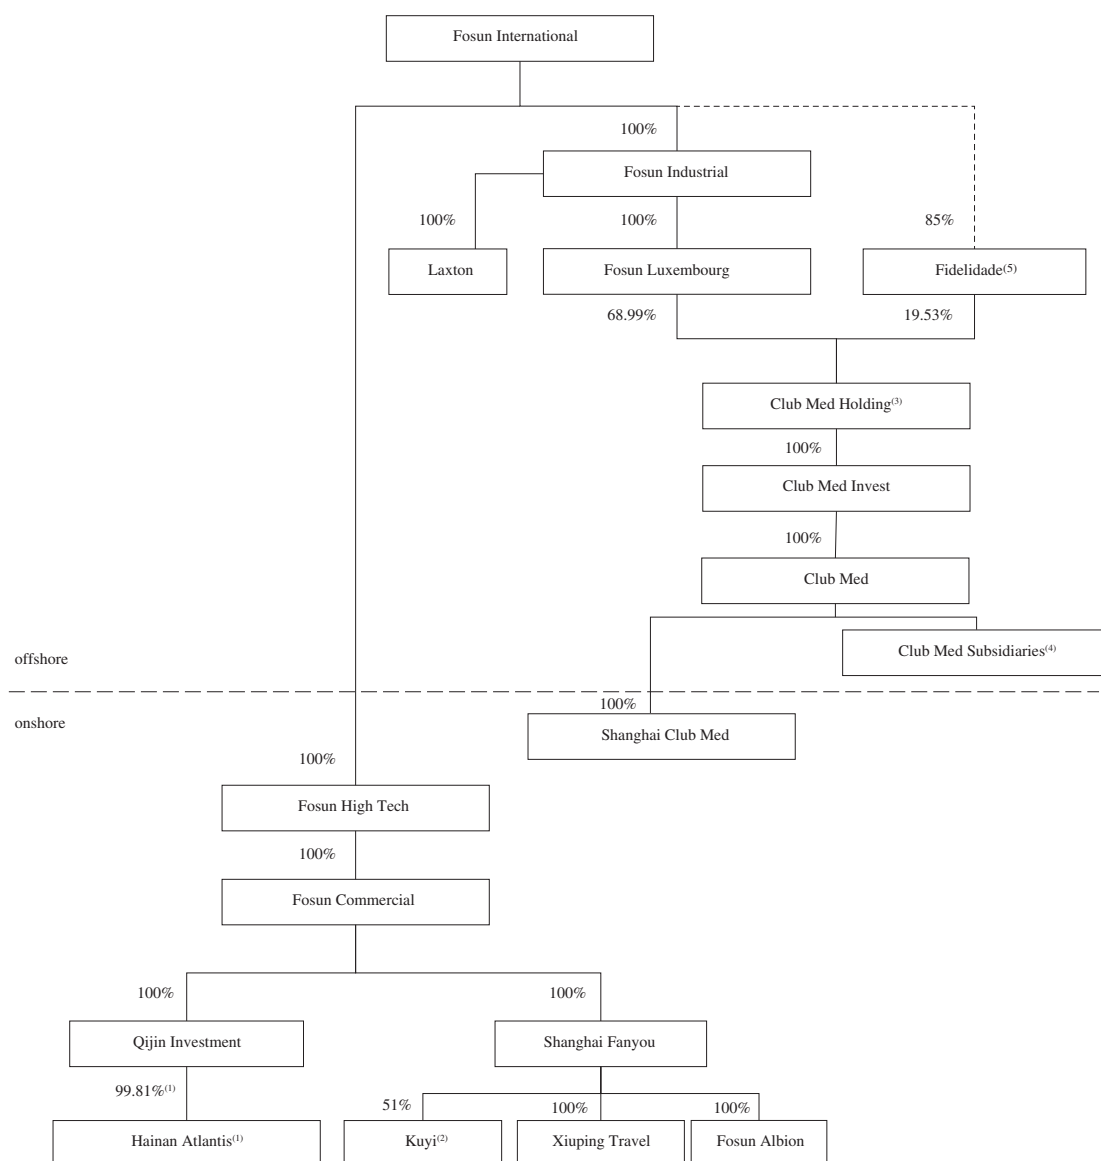 Fosun International
100%
Fosun Industrial
100%
100%
85%
Laxton
Fosun Luxembourg
Fidelidade(5)
68.99%
19.53%
Club Med Holding(3)
100%
Club Med Invest
100%
Club Med
Club Med Subsidiaries(4)
offshore
100%
onshore
Shanghai Club Med
100%
Fosun High Tech
100%
Fosun Commercial
100%
100%
Qijin Investment
Shanghai Fanyou
99.81%(1)
51%
100%
100%
Hainan Atlantis(1)
Kuyi(2)
Xiuping Travel
Fosun Albion